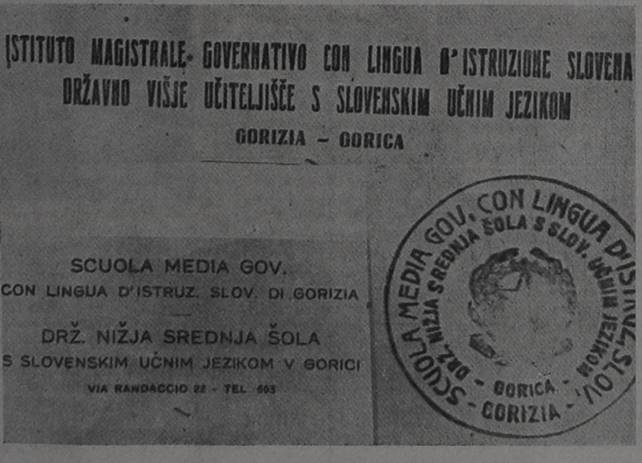 ISTITUTO MAGISTRALE GOVERNATIVO CON LINGUA D'ISTRUZIONE SLOVENA
DRŽAVNO VIŠJE UČITELJIŠČE S SLOVENSKIM UČNIM JEZIKOM
GORIZIA – GORICA
SCUOLA MEDIA GOV.
CON LINGUA D'ISTRUZ. SLOV. DI GORIZIA
DRŽ. NIŽJA SREDNJA ŠOLA
S SLOVENSKIM UČNIM JEZIKOM V GORICI
VIA RANDACCIO 22 - TEL 603
SCUOLA MEDIA GOV. CON LINGUA D'ISTRUZ. SLOV.
DRŽ. NIŽJA SREDNJA ŠOLA S SLOV. UČNIM JEZIKOM
- GORICA -
- GORIZIA -